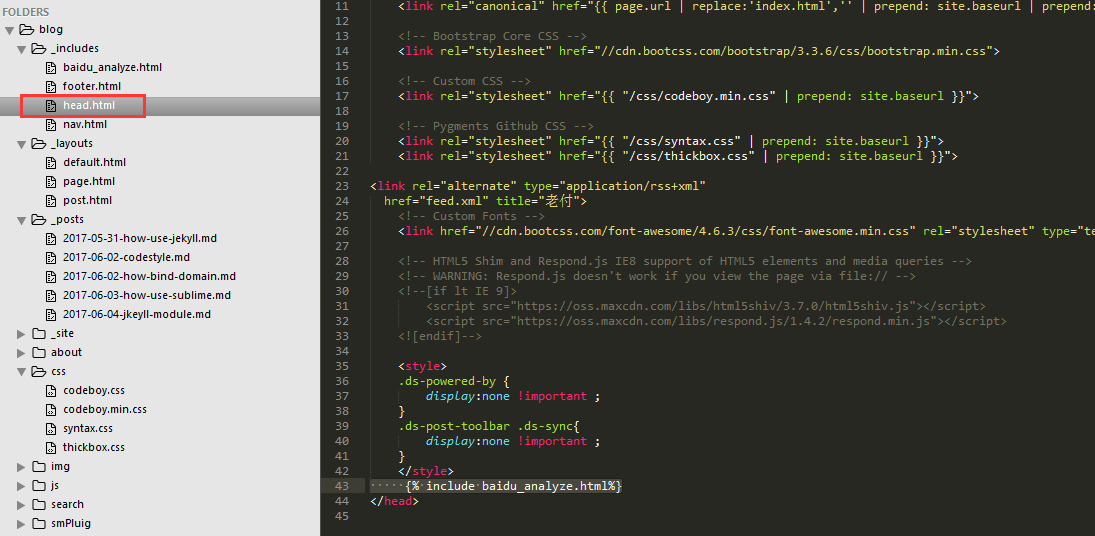 FOLDERS
blog
_includes
baidu_analyze.html
footer.html
head.html
nav.html
_layouts
default.html
page.html
post.html
_posts
2017-05-31-how-use-jekyll.md
2017-06-02-codestyle.md
2017-06-02-how-bind-domain.md
2017-06-03-how-use-sublime.md
2017-06-04-jkeyll-module.md
_site
about
css
codeboy.css
codeboy.min.css
syntax.css
thickbox.css
img
js
search
smPluig
11 <link rel="canonical" href="{{ page.url | replace:'index.html','' | prepend: site.baseurl | prepend:
12
13 <!-- Bootstrap Core CSS -->
14 <link rel="stylesheet" href="//cdn.bootcss.com/bootstrap/3.3.6/css/bootstrap.min.css">
15
16 <!-- Custom CSS -->
17 <link rel="stylesheet" href="{{ "/css/codeboy.min.css" | prepend: site.baseurl }}">
18
19 <!-- Pygments Github CSS -->
20 <link rel="stylesheet" href="{{ "/css/syntax.css" | prepend: site.baseurl }}">
21 <link rel="stylesheet" href="{{ "/css/thickbox.css" | prepend: site.baseurl }}">
22
23 <link rel="alternate" type="application/rss+xml"
24 href="feed.xml" title="老付">
25 <!-- Custom Fonts -->
26 <link href="//cdn.bootcss.com/font-awesome/4.6.3/css/font-awesome.min.css" rel="stylesheet" type="te
27
28 <!-- HTML5 Shim and Respond.js IE8 support of HTML5 elements and media queries -->
29 <!-- WARNING: Respond.js doesn't work if you view the page via file:// -->
30 <!--[if lt IE 9]>
31 <script src="https://oss.maxcdn.com/libs/html5shiv/3.7.0/html5shiv.js"></script>
32 <script src="https://oss.maxcdn.com/libs/respond.js/1.4.2/respond.min.js"></script>
33 <![endif]-->
34
35 <style>
36 .ds-powered-by {
37 display:none !important ;
38 }
39 .ds-post-toolbar .ds-sync{
40 display:none !important ;
41 }
42 </style>
43 {% include baidu_analyze.html%}
44 </head>
45